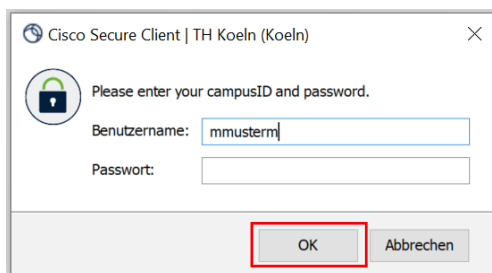 Cisco Secure Client | TH Koeln (Koeln)
Please enter your campusID and password.
Benutzername: mmusterm
Passwort:
OK Abbrechen